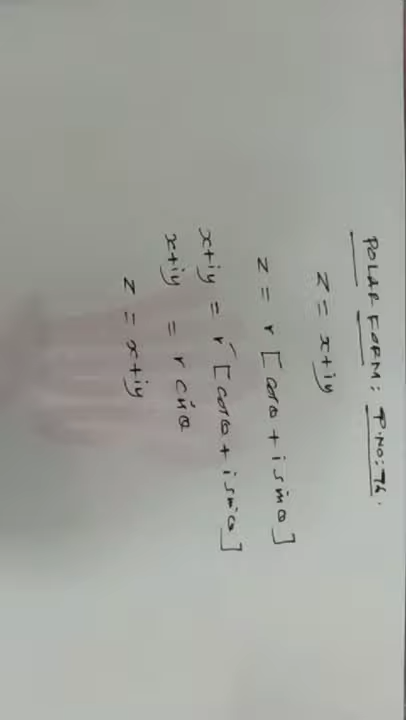 POLAR FORM: P.NO: 74.
z = x+iy
z = r [cosθ + i sinθ]
x+iy = r [cosθ + i sinθ]
x+iy = r cisθ
z = x+iy